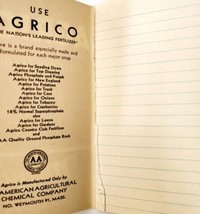 USE
AGRICO
THE NATION'S LEADING FERTILIZER
There is a brand especially made and
formulated for each major crop
Agrico for Seeding Down
Agrico for Top Dressing
Agrico Phosphate and Potash
Agrico for New England
Agrico for Potatoes
Agrico for Truck
Agrico for Corn
Agrico for Onions
Agrico for Tobacco
Agrico for Cranberries
18% Normal Superphosphate
also
Agrico for Lawns
Agrico for Gardens
Agrico Country Club Fertilizer
and
AA Quality Ground Phosphate Rock
AA
Agrico is Manufactured Only by
AMERICAN AGRICULTURAL
CHEMICAL COMPANY
NO. WEYMOUTH 91, MASS.